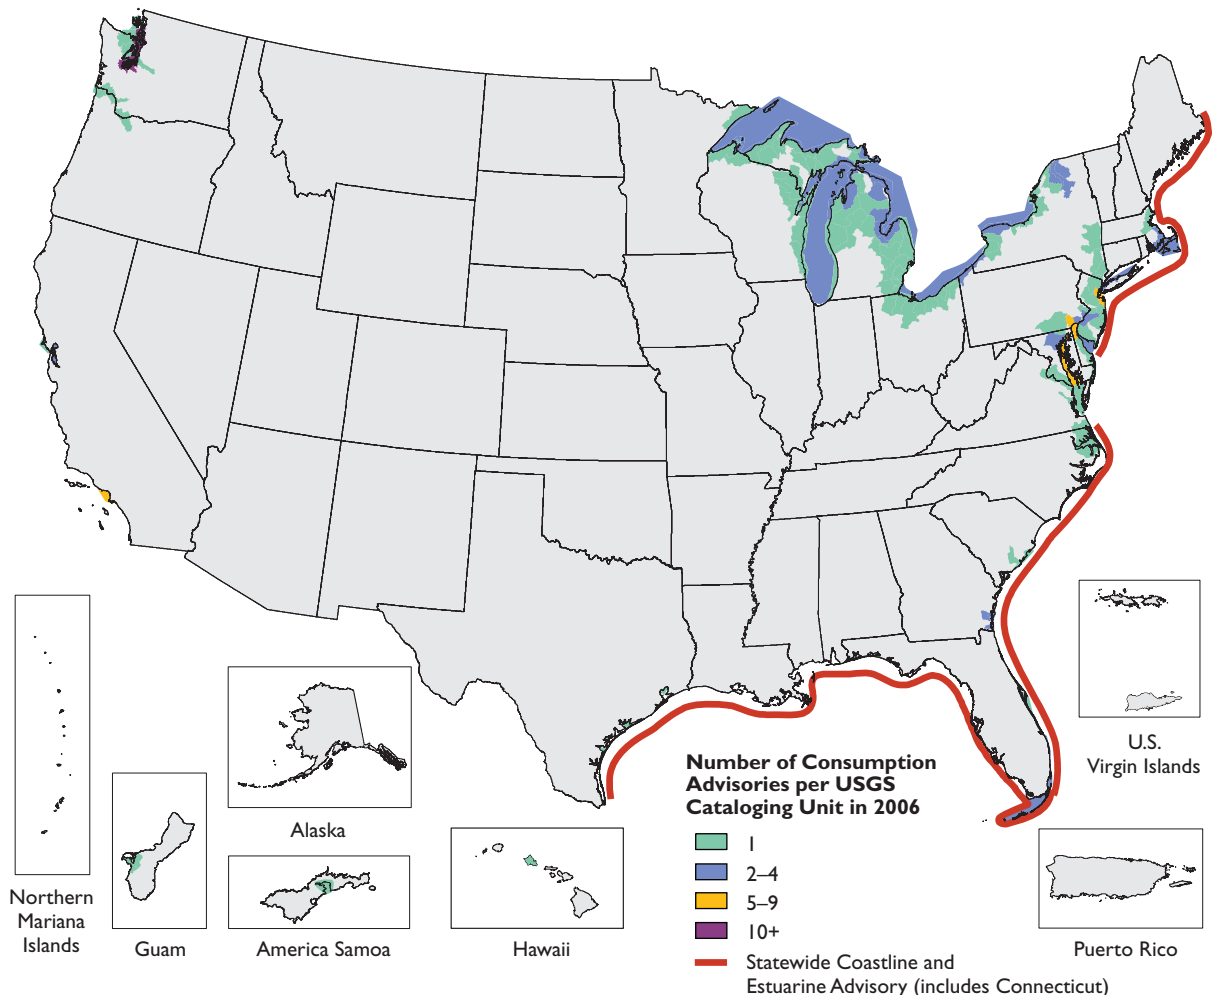 Northern
Mariana
Islands
Guam
Alaska
America Samoa
Hawaii
Number of Consumption
Advisories per USGS
Cataloging Unit in 2006
1
2–4
5–9
10+
Statewide Coastline and
Estuarine Advisory (includes Connecticut)
U.S.
Virgin Islands
Puerto Rico